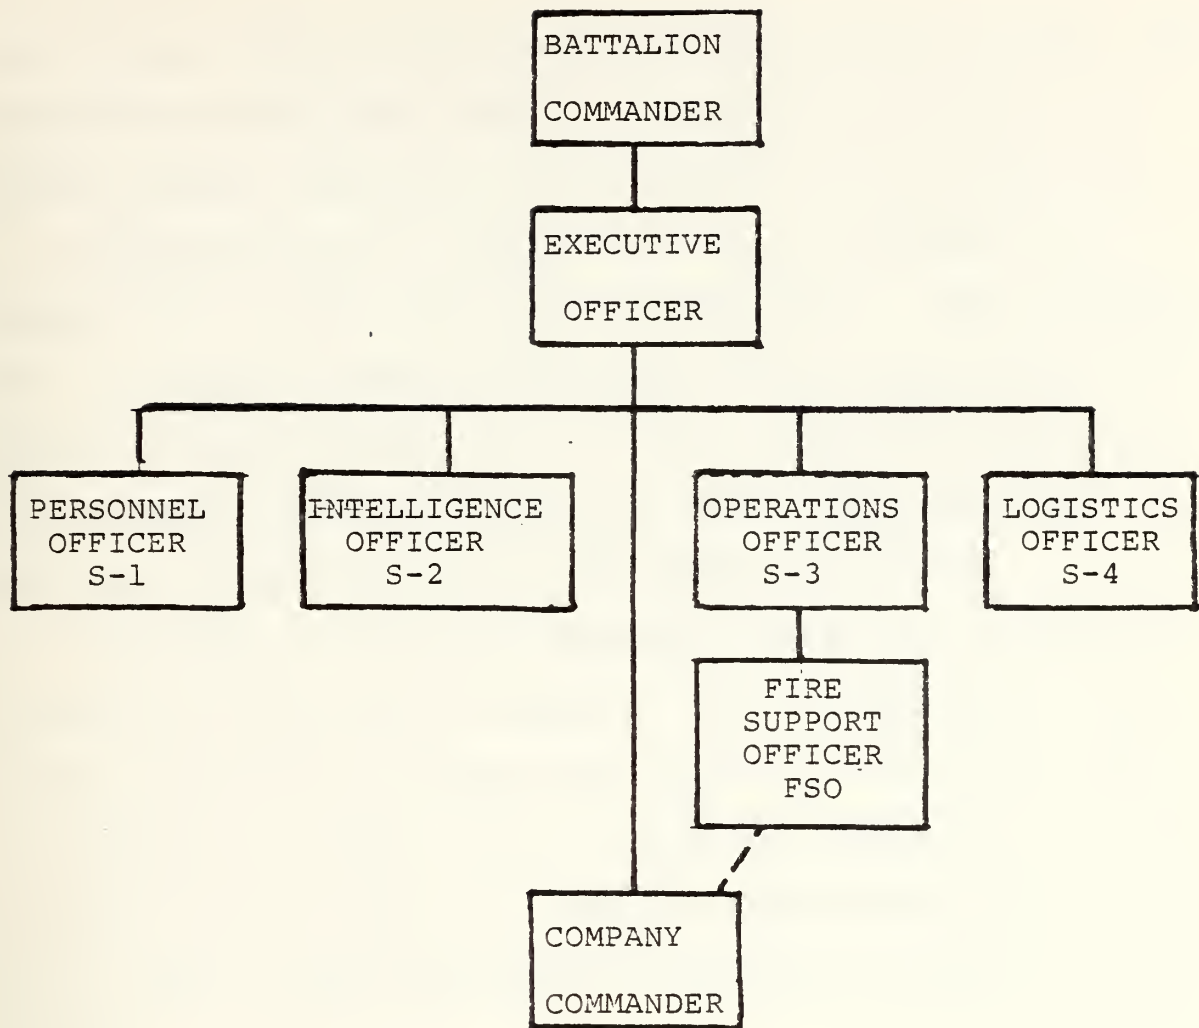 BATTALION
COMMANDER
EXECUTIVE
OFFICER
PERSONNEL
OFFICER
S-1
INTELLIGENCE
OFFICER
S-2
OPERATIONS
OFFICER
S-3
LOGISTICS
OFFICER
S-4
FIRE
SUPPORT
OFFICER
FSO
COMPANY
COMMANDER